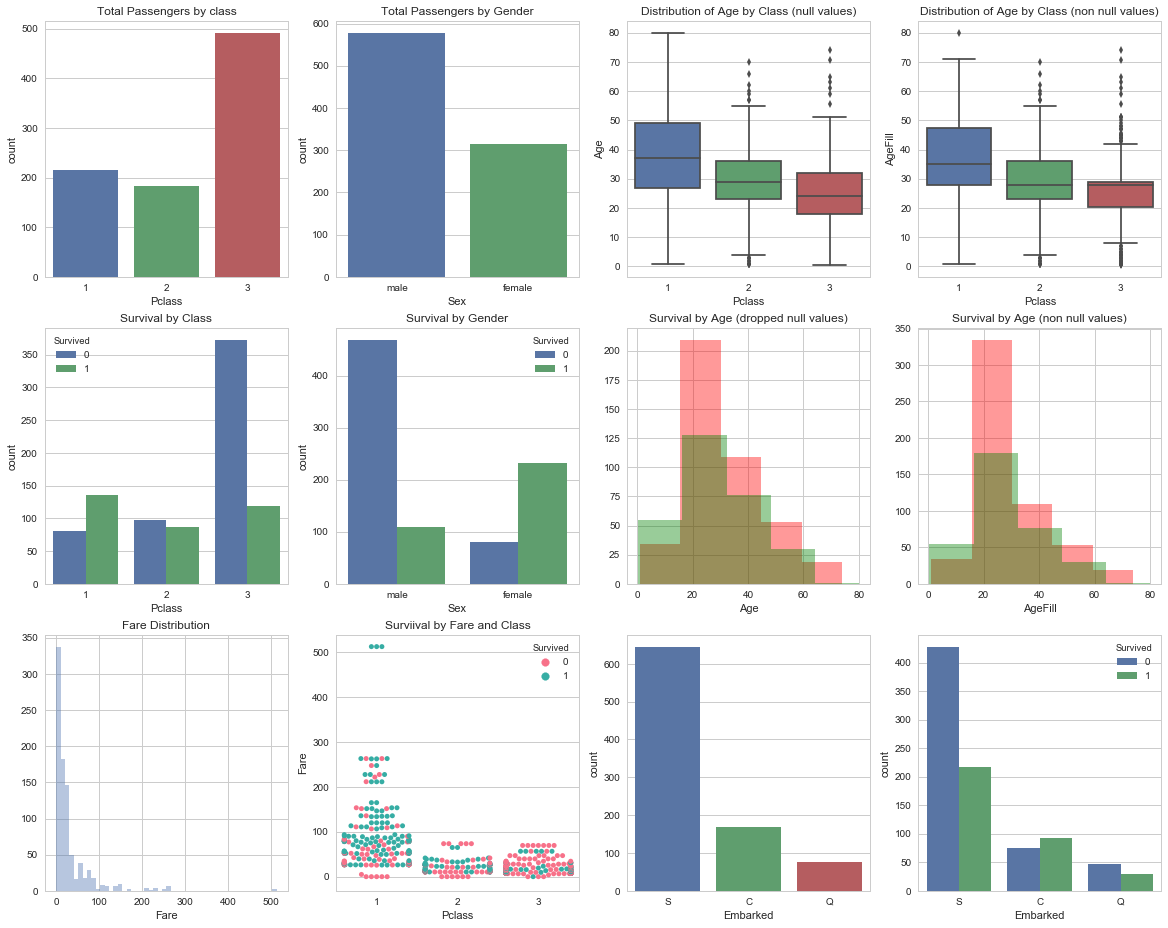 Total Passengers by class
500
400
300
200
100
0
count
1 2 3
Pclass
Total Passengers by Gender
600
500
400
300
200
100
0
count
male female
Sex
Distribution of Age by Class (null values)
80
70
60
50
40
30
20
10
0
Age
1 2 3
Pclass
Distribution of Age by Class (non null values)
80
70
60
50
40
30
20
10
0
AgeFill
1 2 3
Pclass
Survival by Class
Survived
0
1
350
300
250
200
150
100
50
0
count
1 2 3
Pclass
Survival by Gender
Survived
0
1
400
300
200
100
0
count
male female
Sex
Survival by Age (dropped null values)
200
175
150
125
100
75
50
25
0
0 20 40 60 80
Age
Survival by Age (non null values)
350
300
250
200
150
100
50
0
0 20 40 60 80
AgeFill
Fare Distribution
350
300
250
200
150
100
50
0
0 100 200 300 400 500
Fare
Surviival by Fare and Class
Survived
0
1
500
400
300
200
100
0
Fare
1 2 3
Pclass
600
500
400
300
200
100
0
count
S C Q
Embarked
Survived
0
1
400
350
300
250
200
150
100
50
0
count
S C Q
Embarked